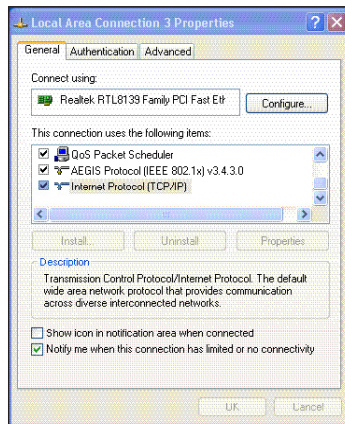 Local Area Connection 3 Properties
General Authentication Advanced
Connect using:
Realtek RTL8139 Family PCI Fast Eth
Configure...
This connection uses the following items:
QoS Packet Scheduler
AEGIS Protocol (IEEE 802.1x) v3.4.3.0
Internet Protocol (TCP/IP)
Install... Uninstall Properties
Description
Transmission Control Protocol/Internet Protocol. The default
wide area network protocol that provides communication
across diverse interconnected networks.
Show icon in notification area when connected
Notify me when this connection has limited or no connectivity
OK Cancel